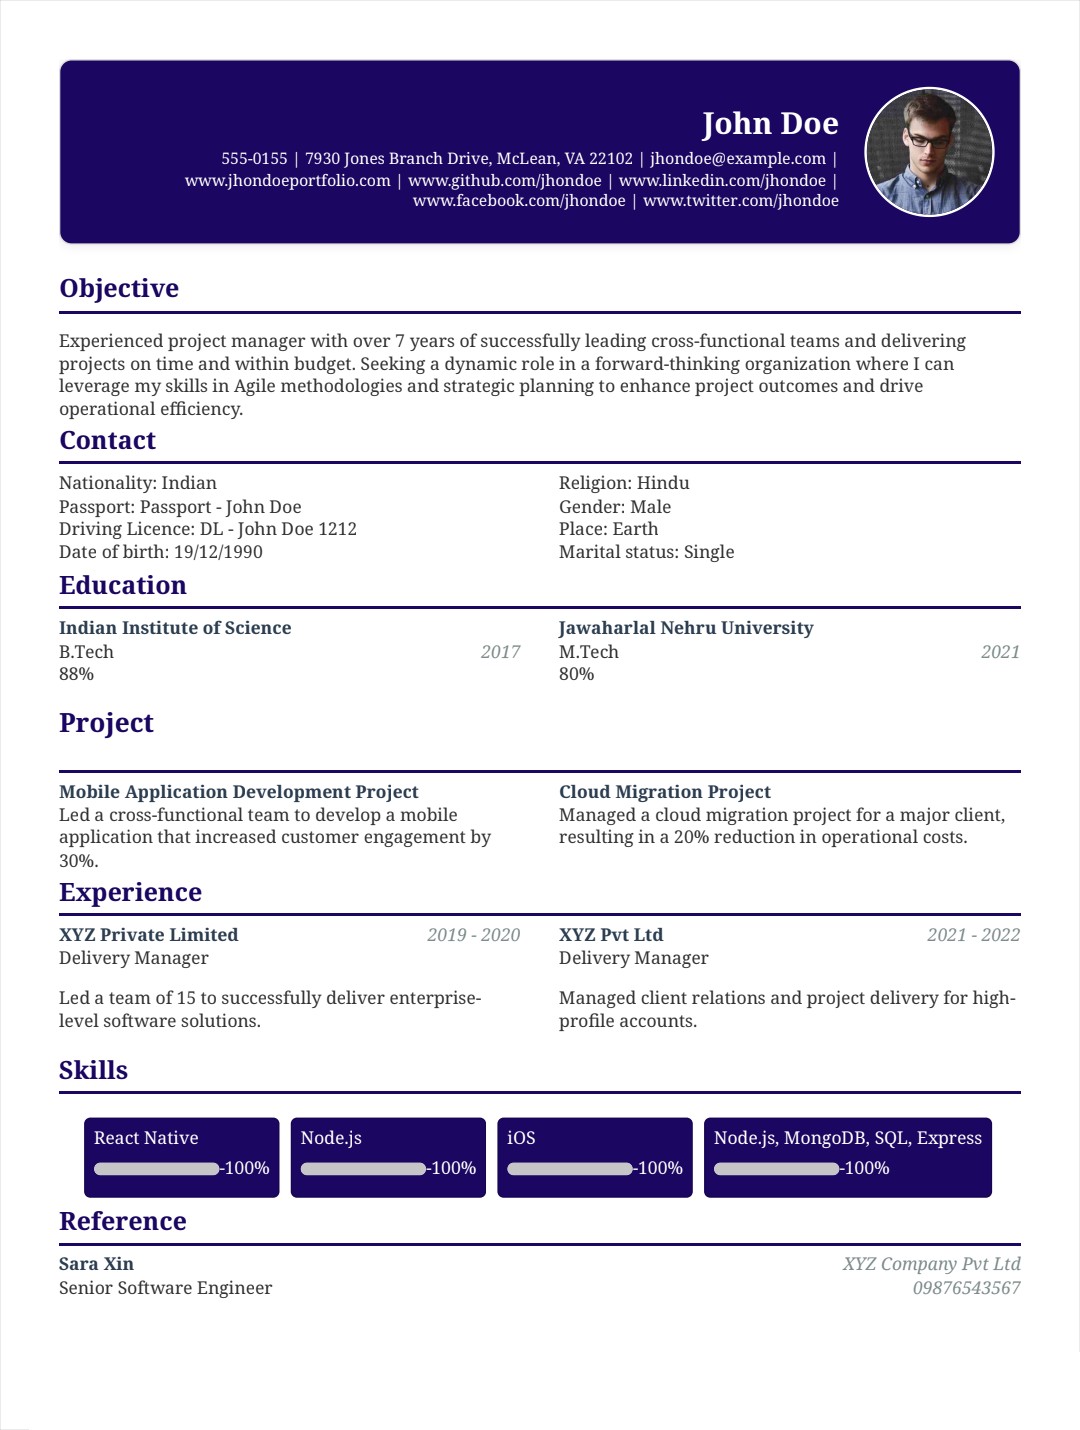 John Doe
555-0155 | 7930 Jones Branch Drive, McLean, VA 22102 | jhondoe@example.com |
www.jhondoeportfolio.com | www.github.com/jhondoe | www.linkedin.com/jhondoe |
www.facebook.com/jhondoe | www.twitter.com/jhondoe
Objective
Experienced project manager with over 7 years of successfully leading cross-functional teams and delivering
projects on time and within budget. Seeking a dynamic role in a forward-thinking organization where I can
leverage my skills in Agile methodologies and strategic planning to enhance project outcomes and drive
operational efficiency.
Contact
Nationality: Indian
Passport: Passport - John Doe
Driving Licence: DL - John Doe 1212
Date of birth: 19/12/1990
Religion: Hindu
Gender: Male
Place: Earth
Marital status: Single
Education
Indian Institute of Science
B.Tech 2017
88%
Jawaharlal Nehru University
M.Tech 2021
80%
Project
Mobile Application Development Project
Led a cross-functional team to develop a mobile
application that increased customer engagement by
30%.
Cloud Migration Project
Managed a cloud migration project for a major client,
resulting in a 20% reduction in operational costs.
Experience
XYZ Private Limited 2019 - 2020
Delivery Manager
Led a team of 15 to successfully deliver enterprise-
level software solutions.
XYZ Pvt Ltd 2021 - 2022
Delivery Manager
Managed client relations and project delivery for high-
profile accounts.
Skills
React Native
-100%
Node.js
-100%
iOS
-100%
Node.js, MongoDB, SQL, Express
-100%
Reference
Sara Xin XYZ Company Pvt Ltd
Senior Software Engineer 09876543567